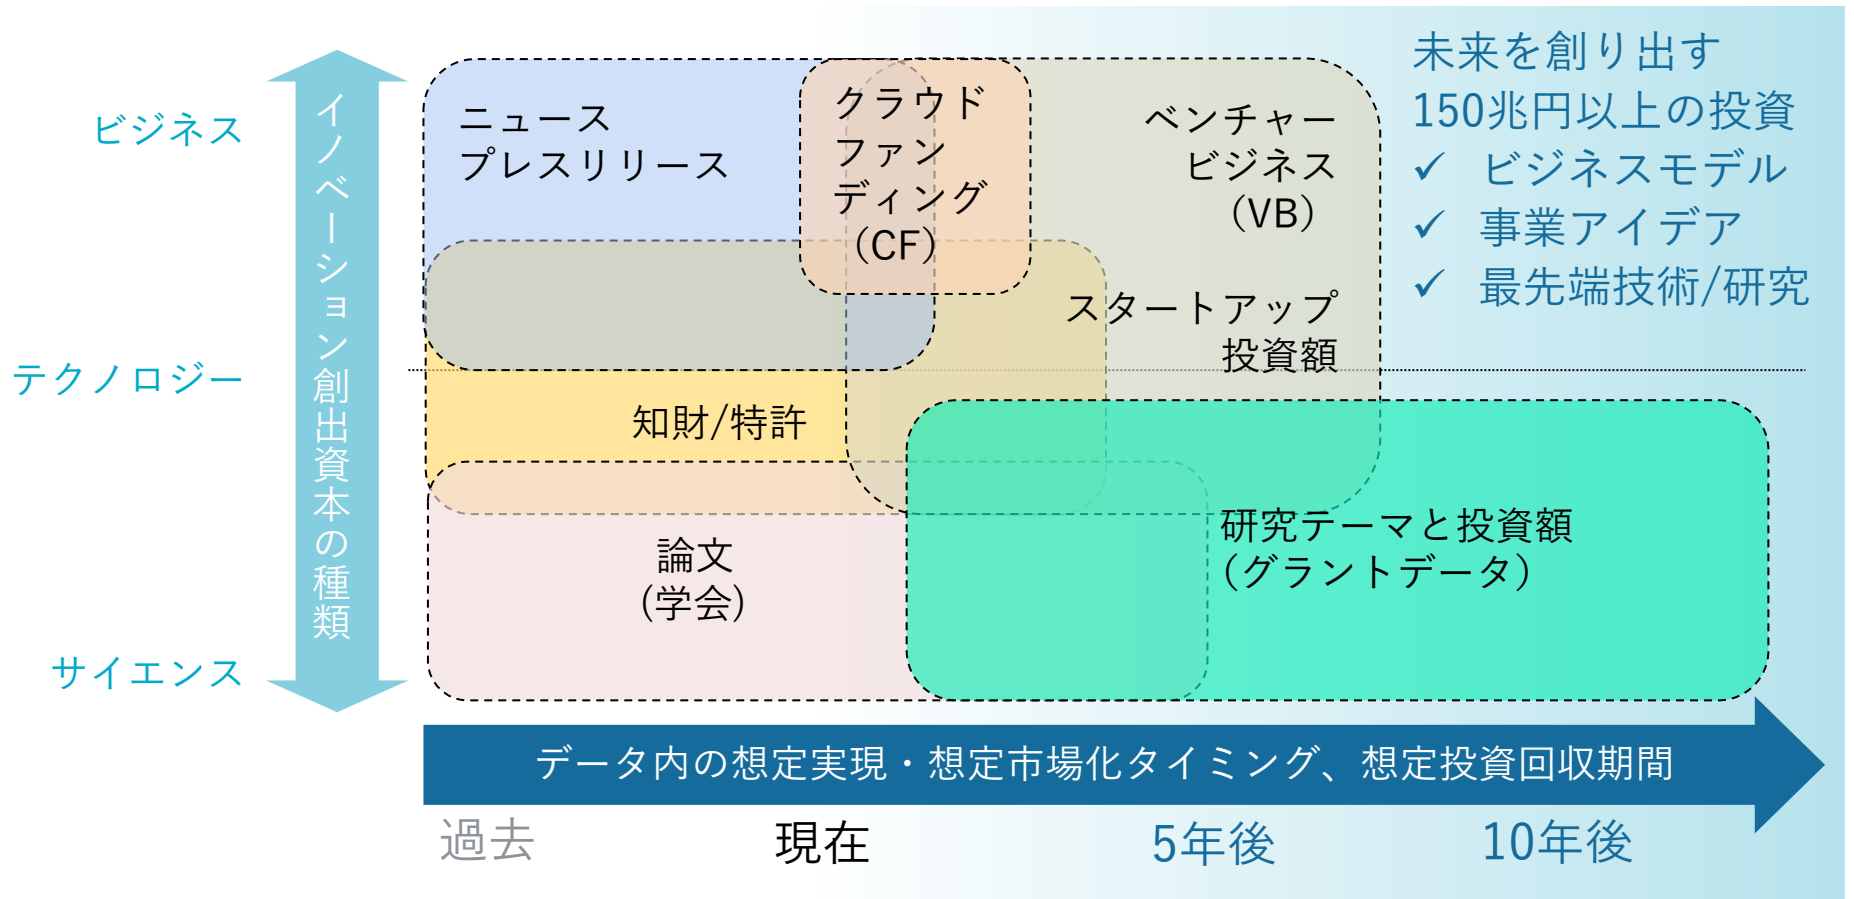 ビジネス
テクノロジー
サイエンス
イノベーション創出資本の種類
ニュース
プレスリリース
クラウド
ファン
ディング
（CF）
ベンチャー
ビジネス
（VB）
スタートアップ
投資額
知財/特許
論文
(学会)
研究テーマと投資額
（グラントデータ）
未来を創り出す
150兆円以上の投資
✓ ビジネスモデル
✓ 事業アイデア
✓ 最先端技術/研究
データ内の想定実現・想定市場化タイミング、想定投資回収期間
過去
現在
5年後
10年後